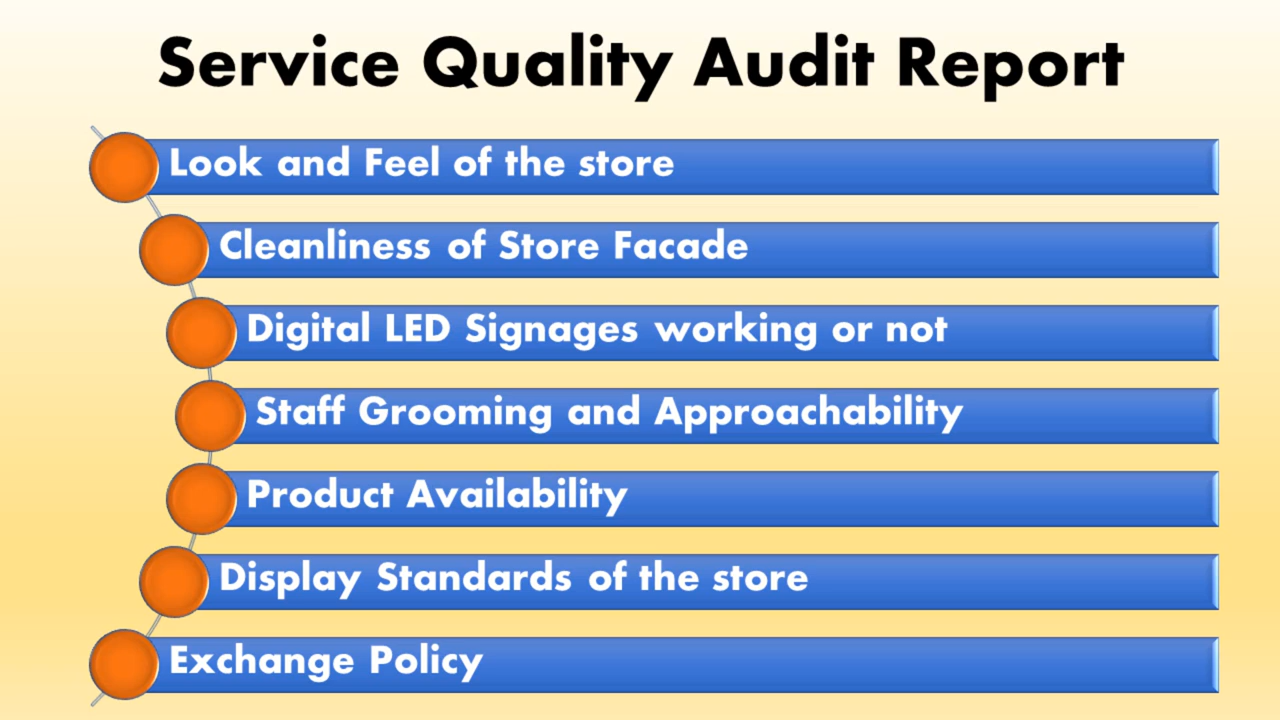 Service Quality Audit Report
Look and Feel of the store
Cleanliness of Store Facade
Digital LED Signages working or not
Staff Grooming and Approachability
Product Availability
Display Standards of the store
Exchange Policy